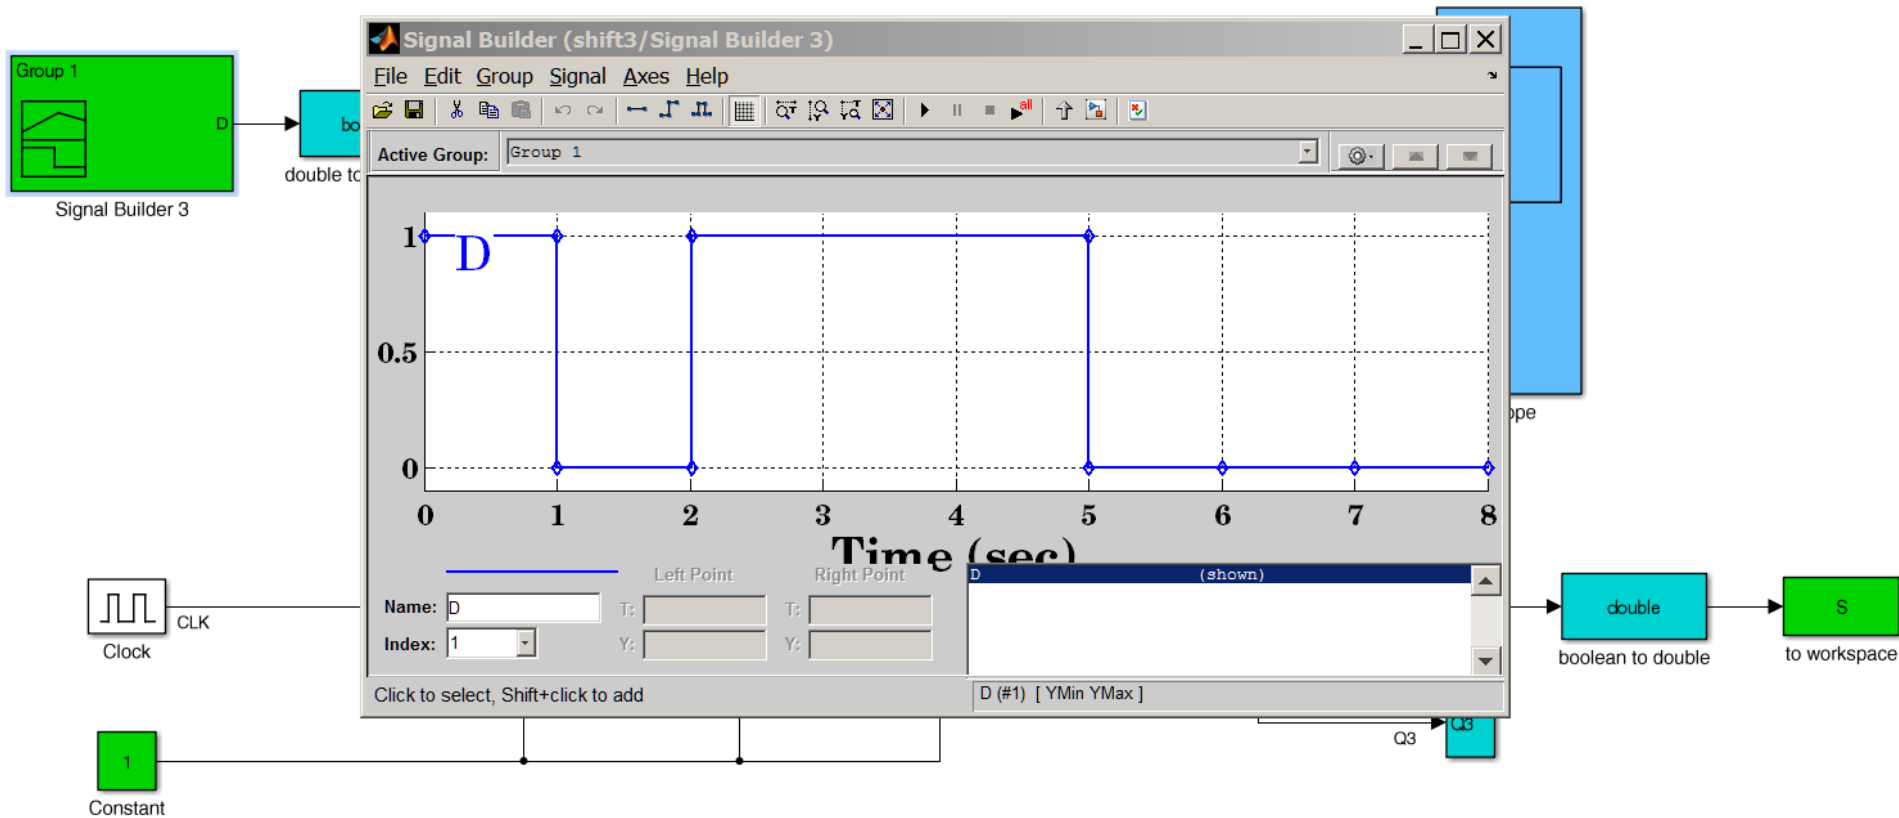 Group 1
D
Signal Builder 3
bo
double to
Signal Builder (shift3/Signal Builder 3)
File Edit Group Signal Axes Help
all
Active Group: Group 1
1
0.5
0
D
0 1 2 3 4 5 6 7 8
Time (sec)
Left Point Right Point
Name: D
T: T:
Index: 1
Y: Y:
D (shown)
Click to select, Shift+click to add
D (#1) [ YMin YMax ]
ope
CLK
Clock
1
Constant
Q3
Q3
double
boolean to double
S
to workspace